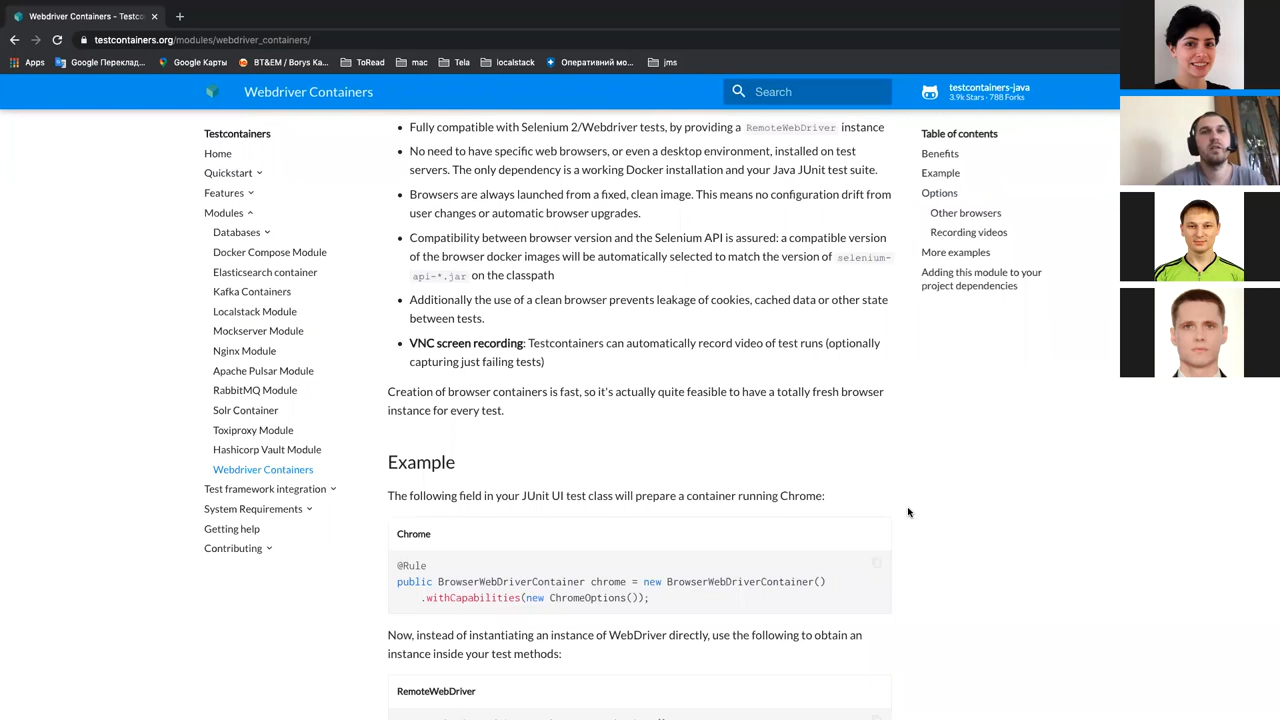 Webdriver Containers - Testco
testcontainers.org/modules/webdriver_containers/
Apps
Google Переклад...
Google Карты
BT&EM / Borys Ka...
ToRead
mac
Tela
localstack
Оперативний мо...
jms
Webdriver Containers
Search
testcontainers-java
3.9k Stars · 788 Forks
Testcontainers
Home
Quickstart
Features
Modules
Databases
Docker Compose Module
Elasticsearch container
Kafka Containers
Localstack Module
Mockserver Module
Nginx Module
Apache Pulsar Module
RabbitMQ Module
Solr Container
Toxiproxy Module
Hashicorp Vault Module
Webdriver Containers
Test framework integration
System Requirements
Getting help
Contributing
• Fully compatible with Selenium 2/Webdriver tests, by providing a RemoteWebDriver instance
• No need to have specific web browsers, or even a desktop environment, installed on test
servers. The only dependency is a working Docker installation and your Java JUnit test suite.
• Browsers are always launched from a fixed, clean image. This means no configuration drift from
user changes or automatic browser upgrades.
• Compatibility between browser version and the Selenium API is assured: a compatible version
of the browser docker images will be automatically selected to match the version of selenium-
api-*.jar on the classpath
• Additionally the use of a clean browser prevents leakage of cookies, cached data or other state
between tests.
• VNC screen recording: Testcontainers can automatically record video of test runs (optionally
capturing just failing tests)
Creation of browser containers is fast, so it's actually quite feasible to have a totally fresh browser
instance for every test.
Example
The following field in your JUnit UI test class will prepare a container running Chrome:
Chrome
@Rule
public BrowserWebDriverContainer chrome = new BrowserWebDriverContainer()
.withCapabilities(new ChromeOptions());
Now, instead of instantiating an instance of WebDriver directly, use the following to obtain an
instance inside your test methods:
RemoteWebDriver
Table of contents
Benefits
Example
Options
Other browsers
Recording videos
More examples
Adding this module to your
project dependencies